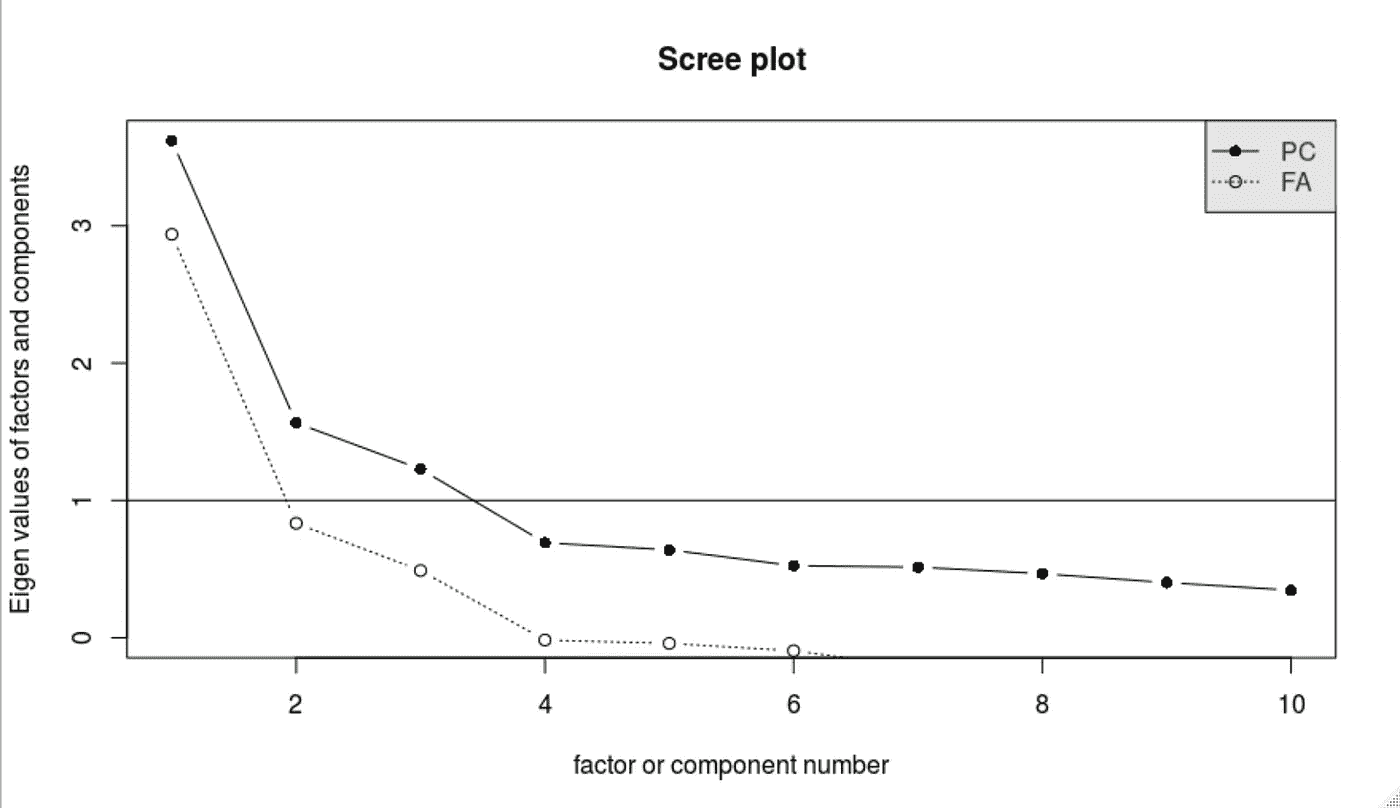 Scree plot
PC
FA
Eigen values of factors and components
3
2
1
0
2
4
6
8
10
factor or component number